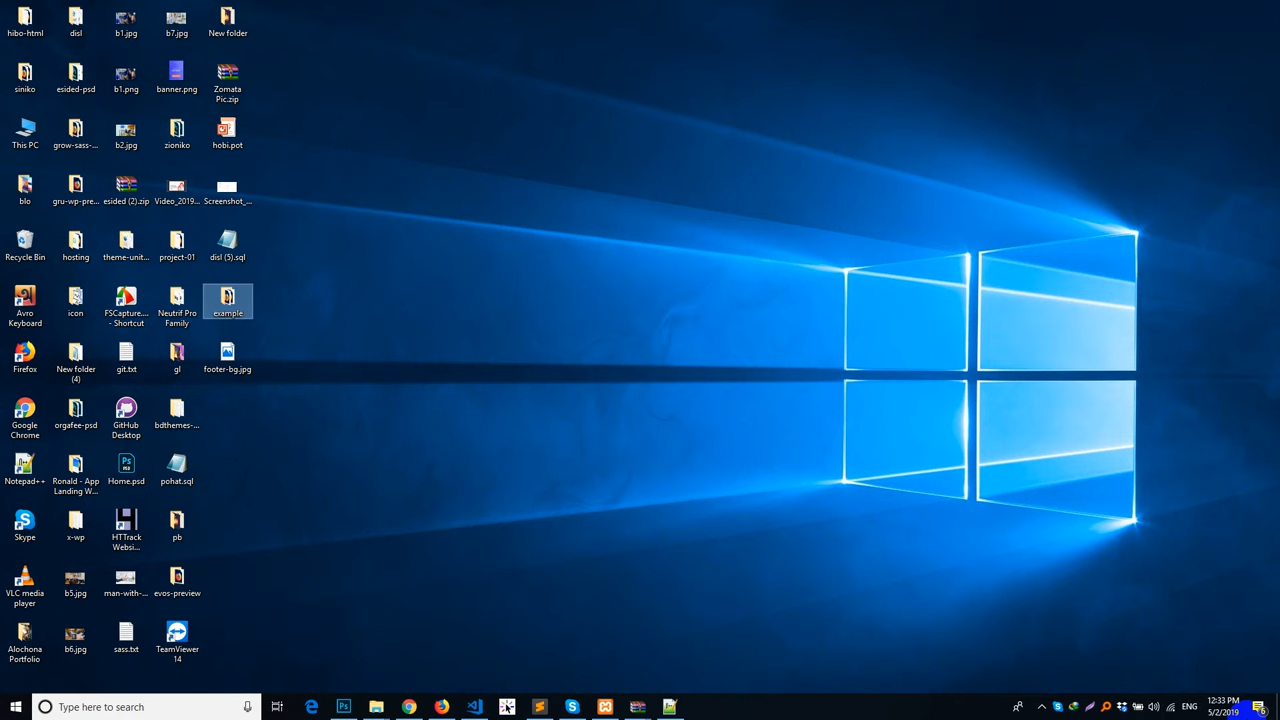 hibo-html
disl
b1.jpg
b7.jpg
New folder
siniko
esided-psd
b1.png
banner.png
Zomata
Pic.zip
This PC
grow-sass-...
b2.jpg
zioniko
hobi.pot
blo
gru-wp-pre...
esided (2).zip
Video_2019...
Screenshot_...
Recycle Bin
hosting
theme-unit...
project-01
disl (5).sql
Avro
Keyboard
icon
FSCapture....
- Shortcut
Neutrif Pro
Family
example
Firefox
New folder
(4)
git.txt
gl
footer-bg.jpg
Google
Chrome
orgafee-psd
GitHub
Desktop
bdthemes-...
Notepad++
Ronald - App
Landing W...
Home.psd
pohat.sql
Skype
x-wp
HTTrack
Websi...
pb
VLC media
player
b5.jpg
man-with-...
evos-preview
Alochona
Portfolio
b6.jpg
sass.txt
TeamViewer
14
Type here to search
ENG
12:33 PM
5/2/2019